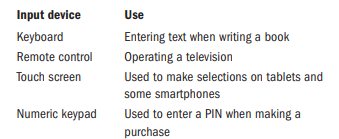 Input device Use
Keyboard Entering text when writing a book
Remote control Operating a television
Touch screen Used to make selections on tablets and
some smartphones
Numeric keypad Used to enter a PIN when making a
purchase